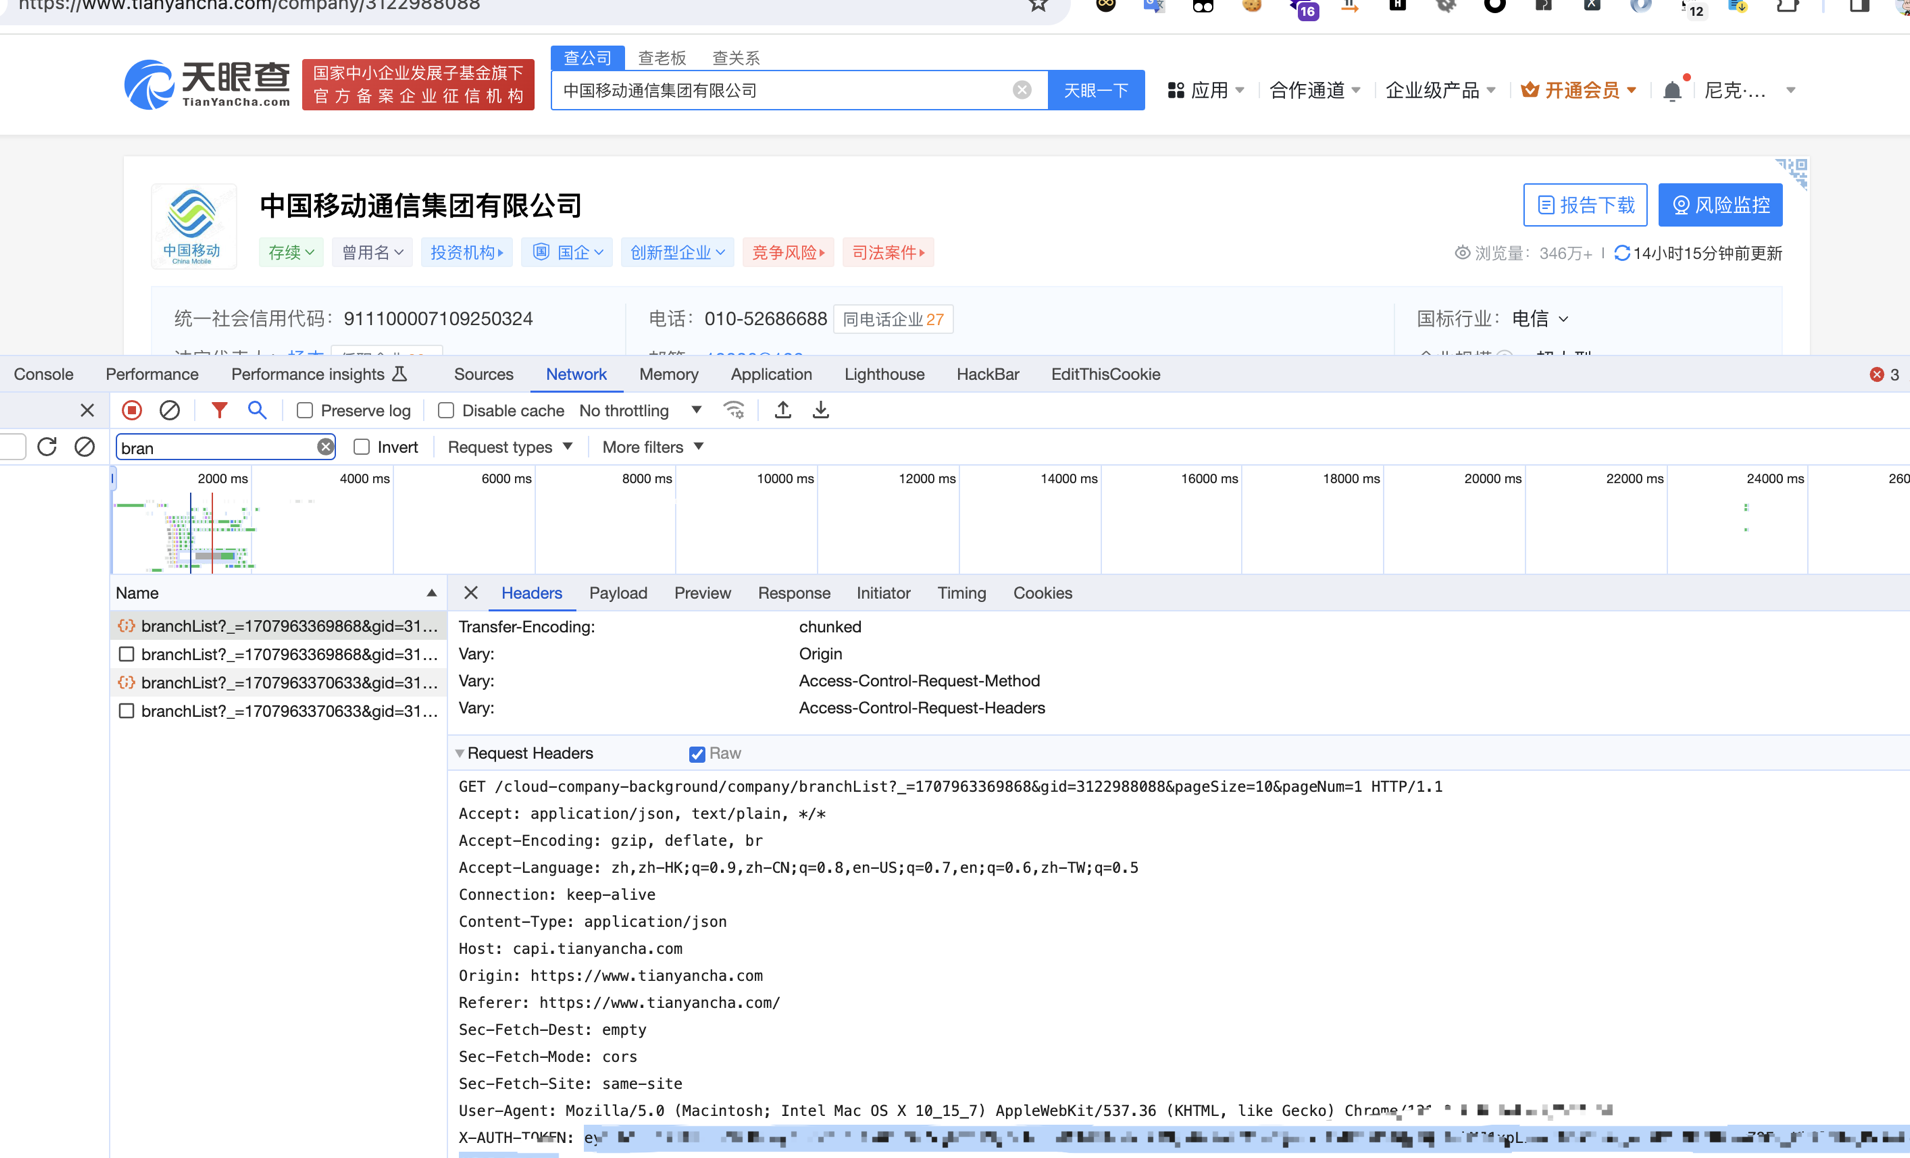 https://www.tianyancha.com/company/3122988088
16
12
天眼查
TianYanCha.com
国家中小企业发展子基金旗下
官方备案企业征信机构
查公司 查老板 查关系
中国移动通信集团有限公司
天眼一下
应用 合作通道 企业级产品 开通会员 尼克·...
中国移动
China Mobile
中国移动通信集团有限公司
报告下载 风险监控
存续 曾用名 投资机构 国企 创新型企业 竞争风险 司法案件
浏览量：346万+ 14小时15分钟前更新
统一社会信用代码：911100007109250324
电话：010-52686688 同电话企业 27
国标行业：电信
Console Performance Performance insights Sources Network Memory Application Lighthouse HackBar EditThisCookie 3
Preserve log Disable cache No throttling
bran Invert Request types More filters
2000 ms 4000 ms 6000 ms 8000 ms 10000 ms 12000 ms 14000 ms 16000 ms 18000 ms 20000 ms 22000 ms 24000 ms 260
Name
branchList?_=1707963369868&gid=31...
branchList?_=1707963369868&gid=31...
branchList?_=1707963370633&gid=31...
branchList?_=1707963370633&gid=31...
Headers Payload Preview Response Initiator Timing Cookies
Transfer-Encoding: chunked
Vary: Origin
Vary: Access-Control-Request-Method
Vary: Access-Control-Request-Headers
Request Headers Raw
GET /cloud-company-background/company/branchList?_=1707963369868&gid=3122988088&pageSize=10&pageNum=1 HTTP/1.1
Accept: application/json, text/plain, */*
Accept-Encoding: gzip, deflate, br
Accept-Language: zh,zh-HK;q=0.9,zh-CN;q=0.8,en-US;q=0.7,en;q=0.6,zh-TW;q=0.5
Connection: keep-alive
Content-Type: application/json
Host: capi.tianyancha.com
Origin: https://www.tianyancha.com
Referer: https://www.tianyancha.com/
Sec-Fetch-Dest: empty
Sec-Fetch-Mode: cors
Sec-Fetch-Site: same-site
User-Agent: Mozilla/5.0 (Macintosh; Intel Mac OS X 10_15_7) AppleWebKit/537.36 (KHTML, like Gecko)
X-AUTH-TOKEN: